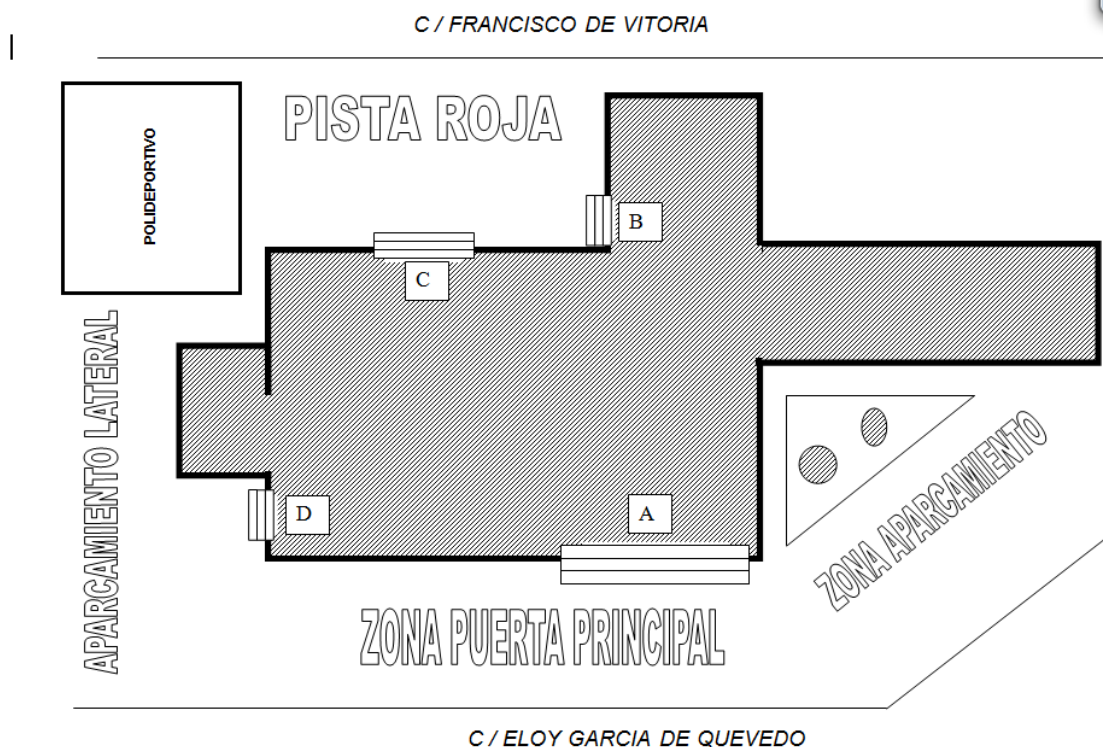 C / FRANCISCO DE VITORIA
PISTA ROJA
POLIDEPORTIVO
B
C
APARCAMIENTO LATERAL
D
A
ZONA APARCAMIENTO
ZONA PUERTA PRINCIPAL
C / ELOY GARCIA DE QUEVEDO